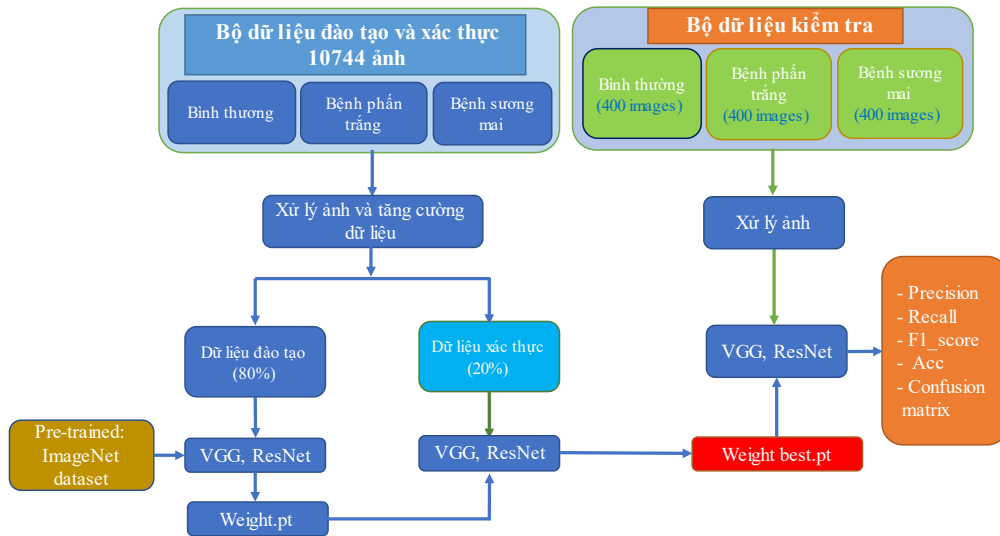 Bộ dữ liệu đào tạo và xác thực
10744 ảnh
Bình thương
Bệnh phấn
trắng
Bệnh sương
mai
Bộ dữ liệu kiểm tra
Bình thường
(400 images)
Bệnh phấn
trắng
(400 images)
Bệnh sương
mai
(400 images)
Xử lý ảnh và tăng cường
dữ liệu
Xử lý ảnh
Dữ liệu đào tạo
(80%)
Dữ liệu xác thực
(20%)
VGG, ResNet
- Precision
- Recall
- F1_score
- Acc
- Confusion
matrix
Pre-trained:
ImageNet
dataset
VGG, ResNet
VGG, ResNet
Weight best.pt
Weight.pt